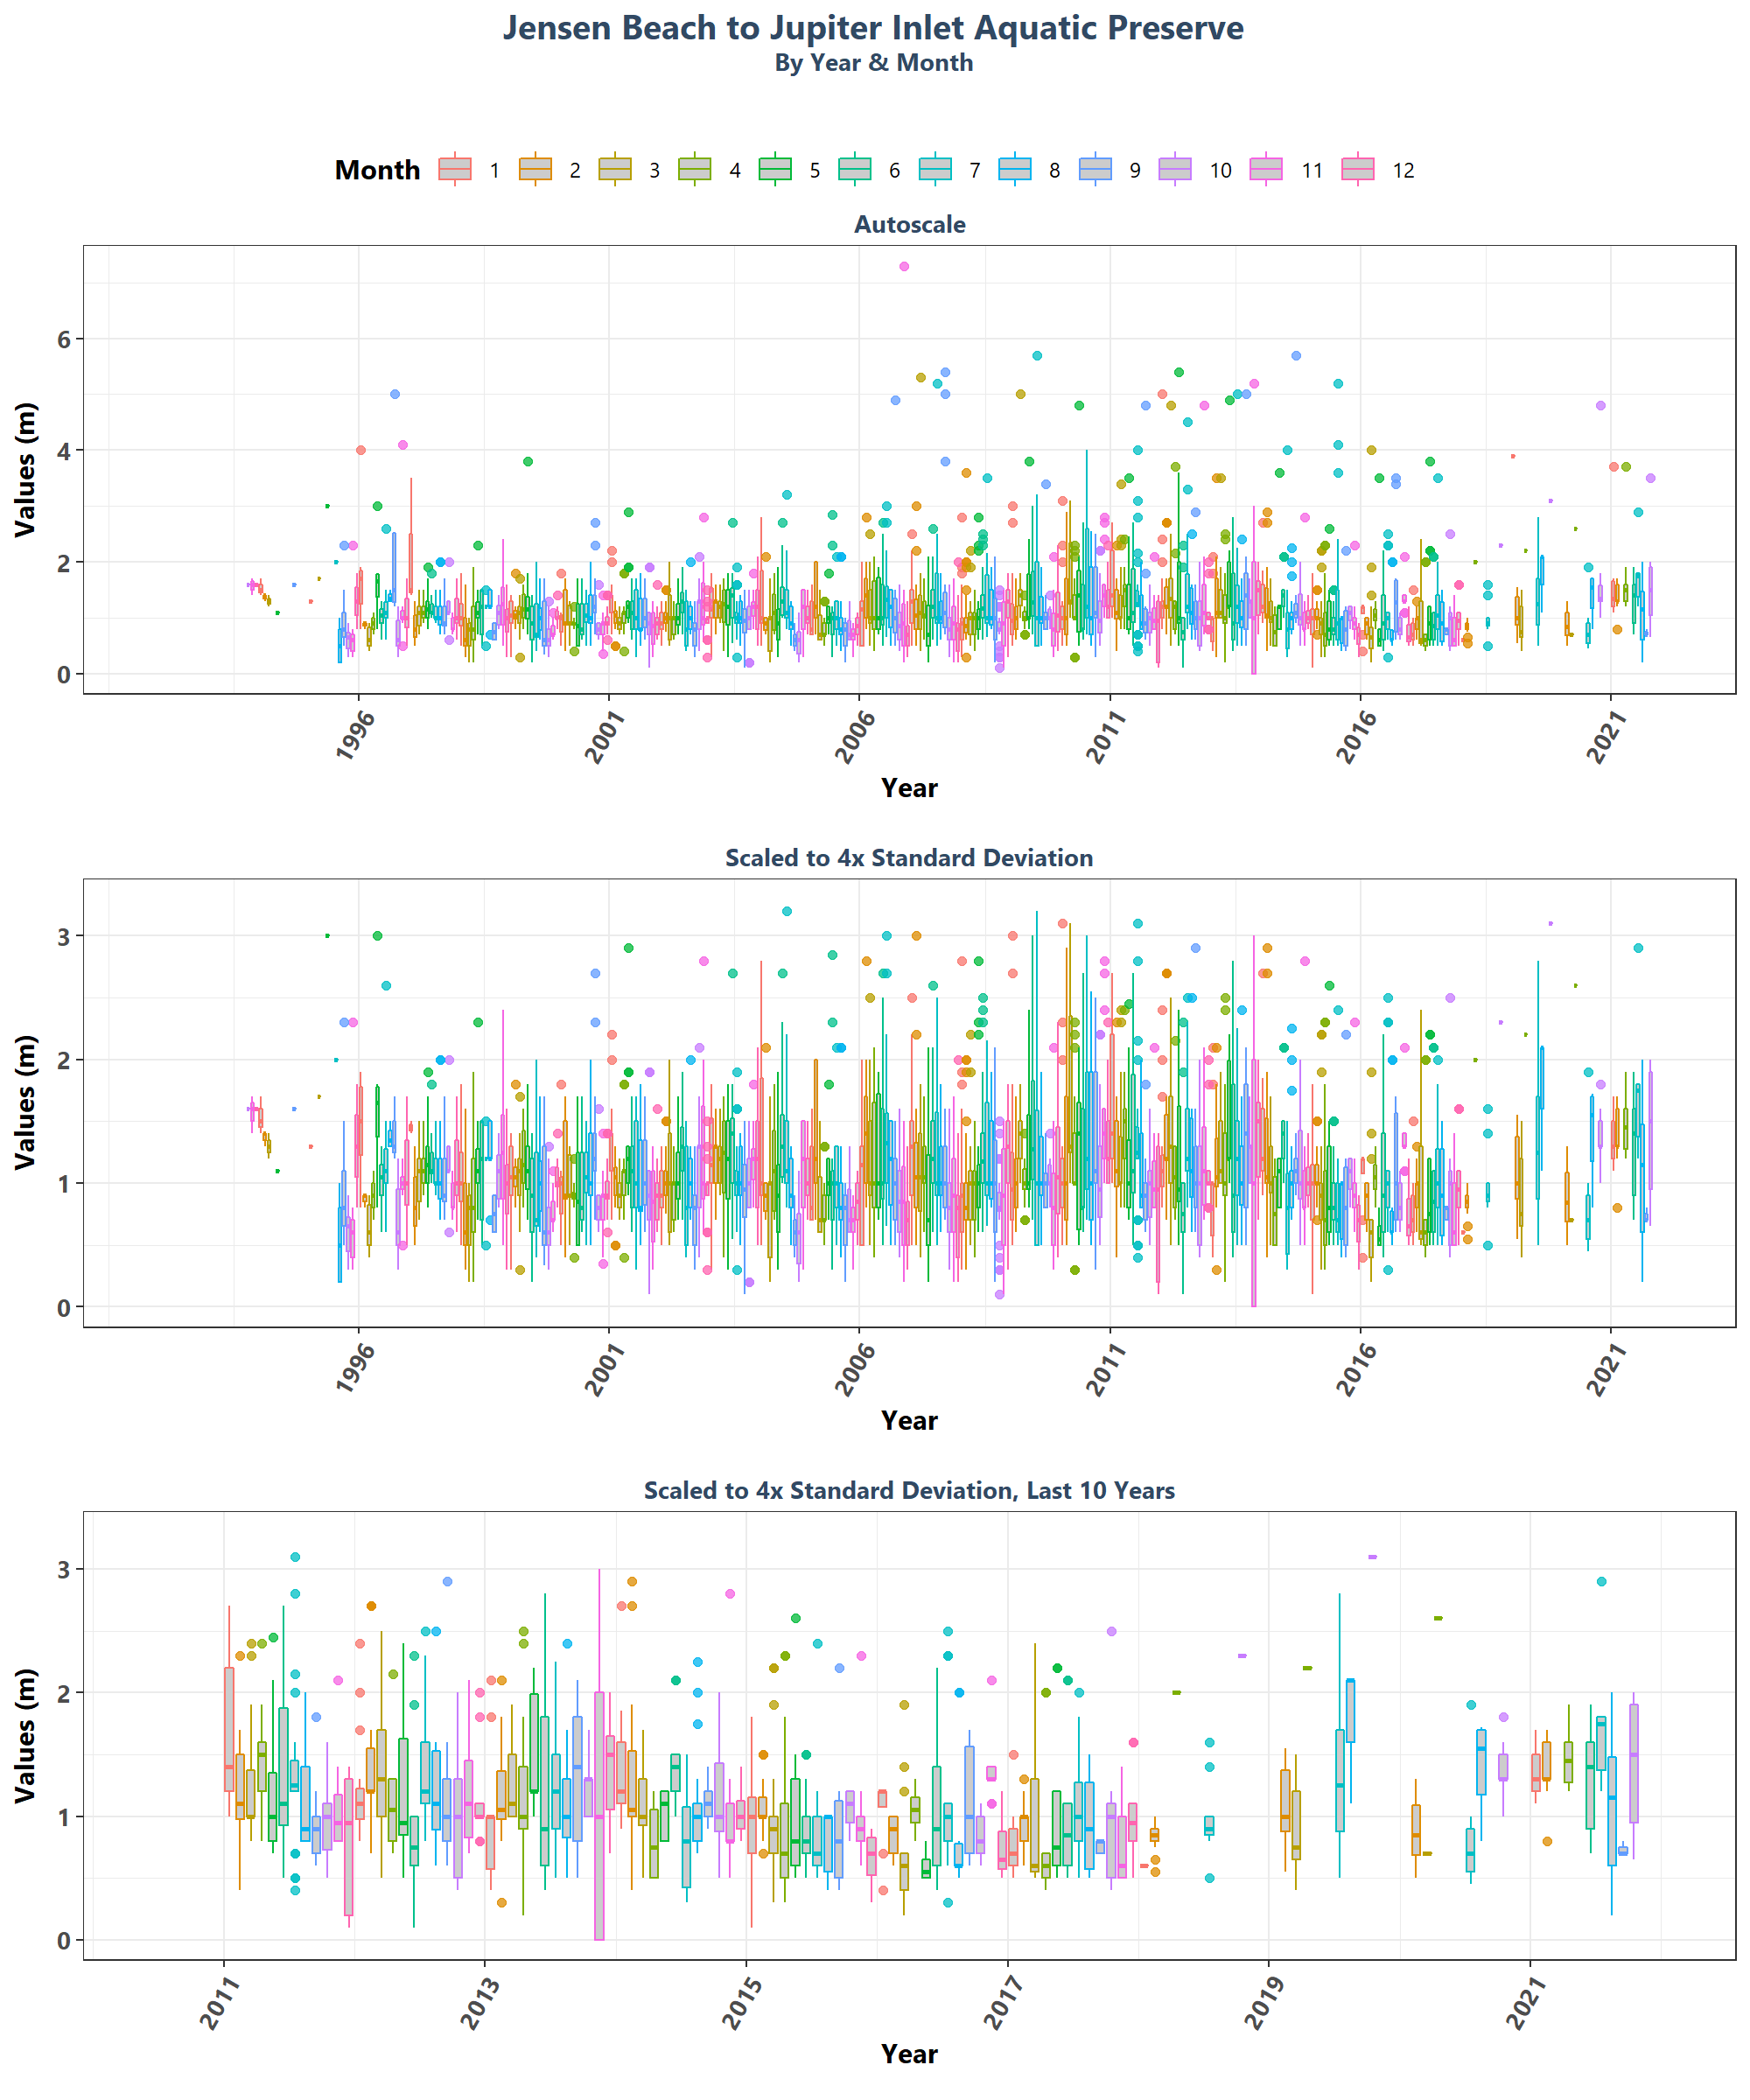 Jensen Beach to Jupiter Inlet Aquatic Preserve
By Year & Month
Month 1 2 3 4 5 6 7 8 9 10 11 12
Autoscale
Values (m)
6
4
2
0
1996 2001 2006 2011 2016 2021
Year
Scaled to 4x Standard Deviation
Values (m)
3
2
1
0
1996 2001 2006 2011 2016 2021
Year
Scaled to 4x Standard Deviation, Last 10 Years
Values (m)
3
2
1
0
2011 2013 2015 2017 2019 2021
Year